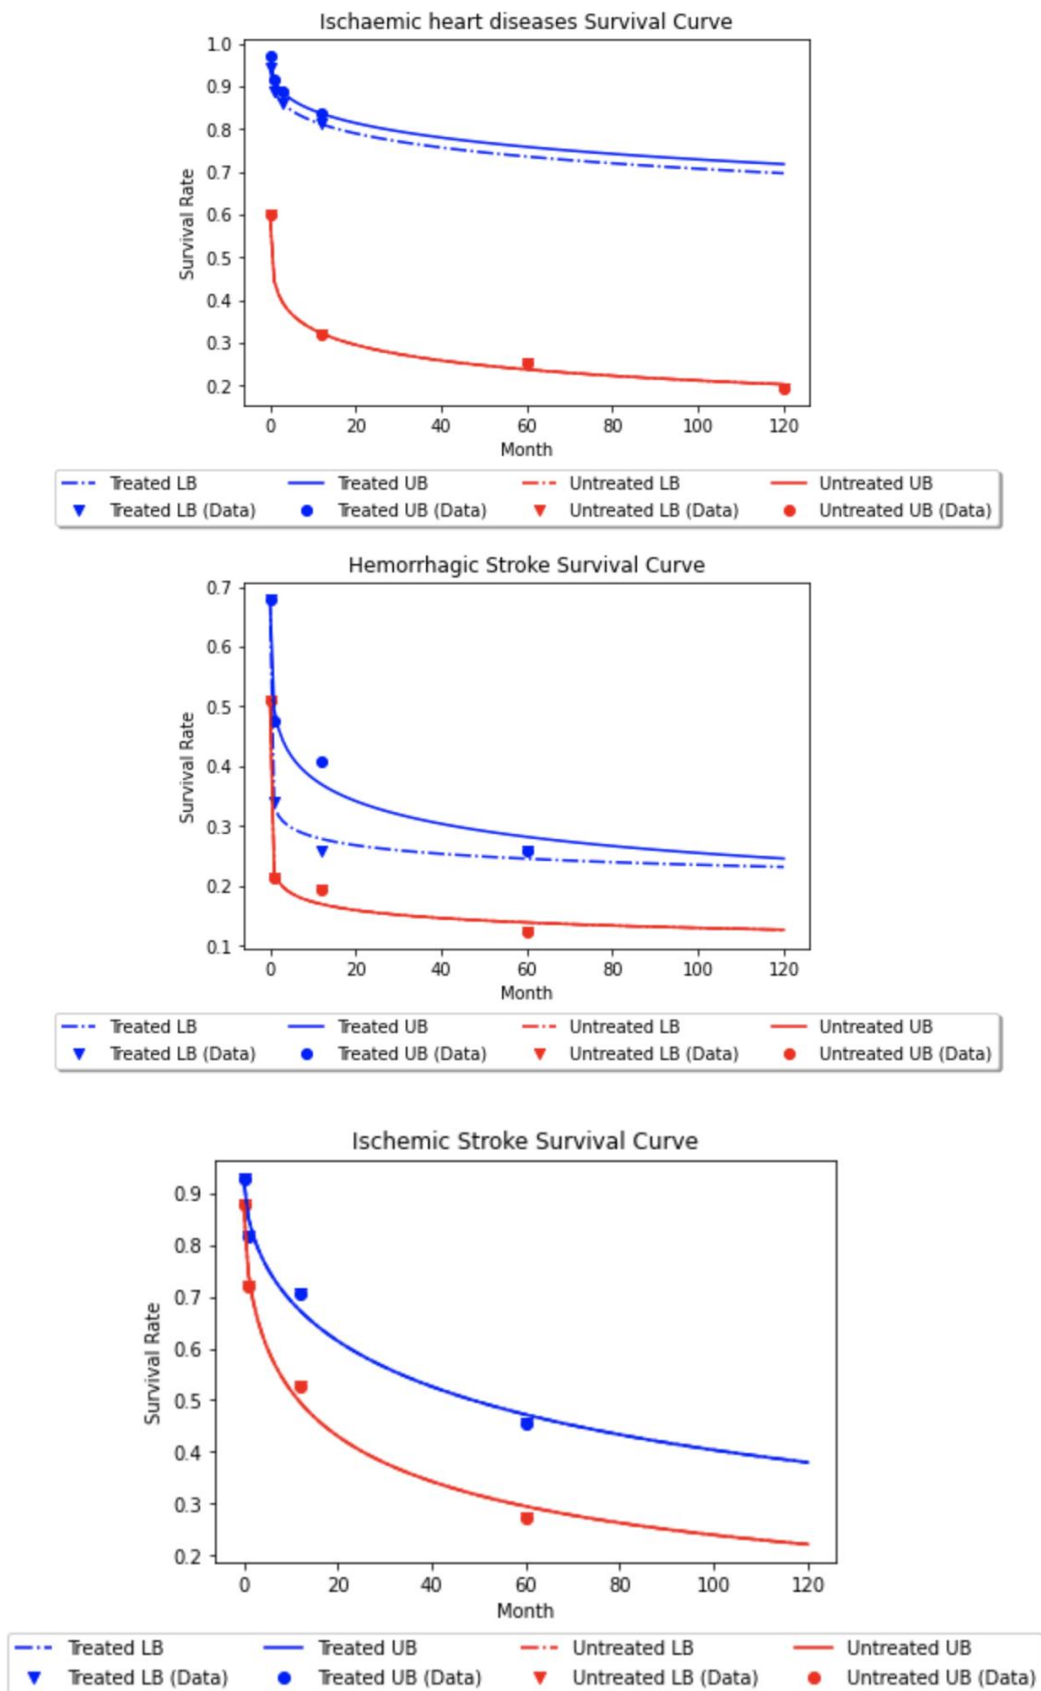 Ischaemic heart diseases Survival Curve
1.0
0.9
0.8
0.7
0.6
0.5
0.4
0.3
0.2
Survival Rate
0 20 40 60 80 100 120
Month
Treated LB Treated UB Untreated LB Untreated UB
Treated LB (Data) Treated UB (Data) Untreated LB (Data) Untreated UB (Data)
Hemorrhagic Stroke Survival Curve
0.7
0.6
0.5
0.4
0.3
0.2
0.1
Survival Rate
0 20 40 60 80 100 120
Month
Treated LB Treated UB Untreated LB Untreated UB
Treated LB (Data) Treated UB (Data) Untreated LB (Data) Untreated UB (Data)
Ischemic Stroke Survival Curve
0.9
0.8
0.7
0.6
0.5
0.4
0.3
0.2
Survival Rate
0 20 40 60 80 100 120
Month
Treated LB Treated UB Untreated LB Untreated UB
Treated LB (Data) Treated UB (Data) Untreated LB (Data) Untreated UB (Data)